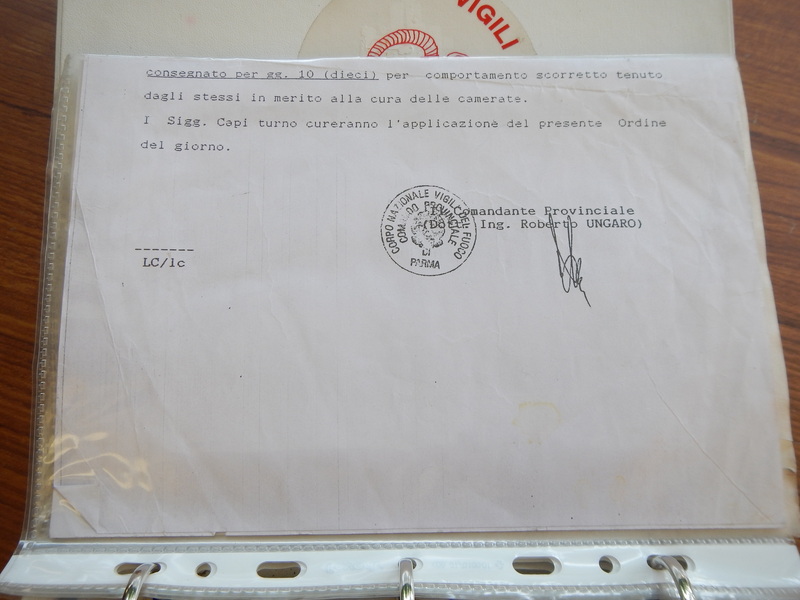 VIGILI
consegnato per gg. 10 (dieci) per comportamento scorretto tenuto
dagli stessi in merito alla cura delle camerate.
I Sigg. Capi turno cureranno l'applicazione del presente Ordine
del giorno.
Comandante Provinciale
(Dott. Ing. Roberto UNGARO)
CORPO NAZIONALE VIGILI DEL FUOCO
COMANDO PROVINCIALE
DI
PARMA
-------
LC/lc